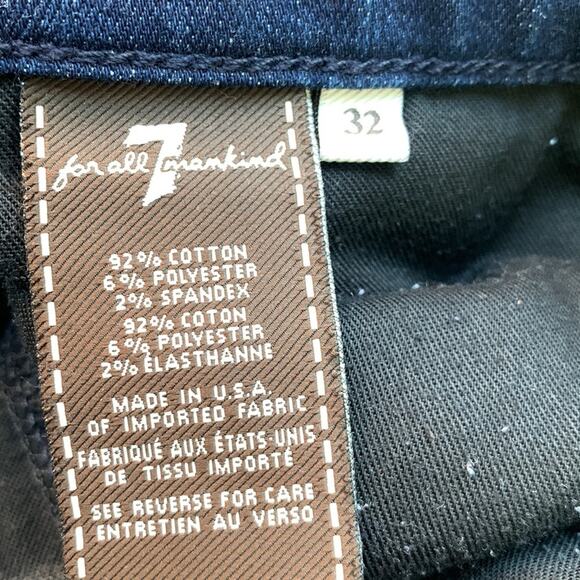 for all 7 mankind
32
92% COTTON
6% POLYESTER
2% SPANDEX
92% COTON
6% POLYESTER
2% ÉLASTHANNE
MADE IN U.S.A.
OF IMPORTED FABRIC
FABRIQUÉ AUX ÉTATS-UNIS
DE TISSU IMPORTÉ
SEE REVERSE FOR CARE
ENTRETIEN AU VERSO